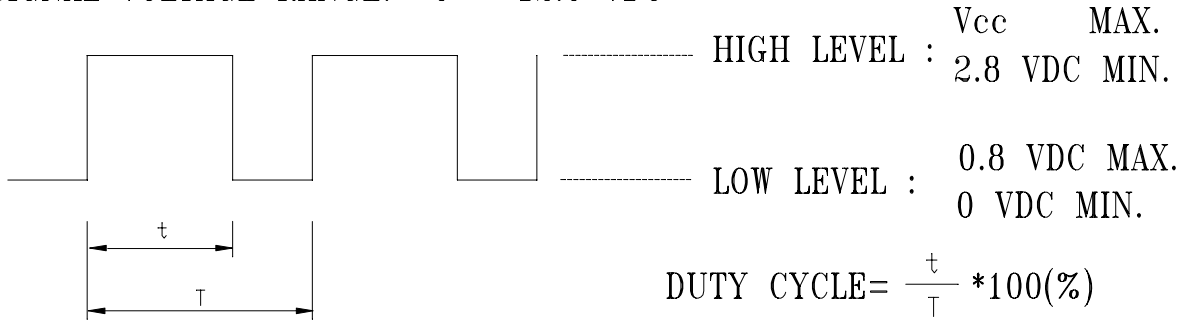 HIGH LEVEL : Vcc MAX.
2.8 VDC MIN.
LOW LEVEL : 0.8 VDC MAX.
0 VDC MIN.
t
T
DUTY CYCLE= t/T *100(%)